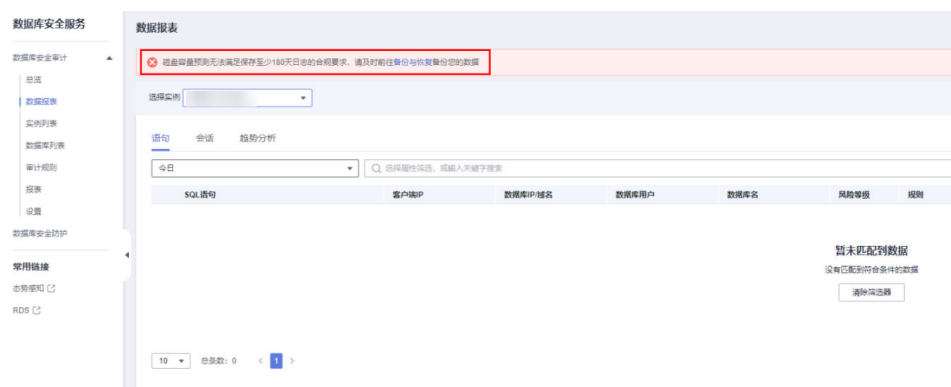 数据库安全服务
数据库安全审计
总览
数据报表
实例列表
数据库列表
审计规则
报表
设置
数据库安全防护
常用链接
态势感知
RDS
数据报表
磁盘容量预测无法满足保存至少180天日志的合规要求，请及时前往备份与恢复备份您的数据
选择实例
语句 会话 趋势分析
今日 选择属性筛选，或输入关键字搜索
SQL语句 客户端IP 数据库IP/域名 数据库用户 数据库名 风险等级 规则
暂未匹配到数据
没有匹配到符合条件的数据
清除筛选器
10 总条数：0 < 1 >